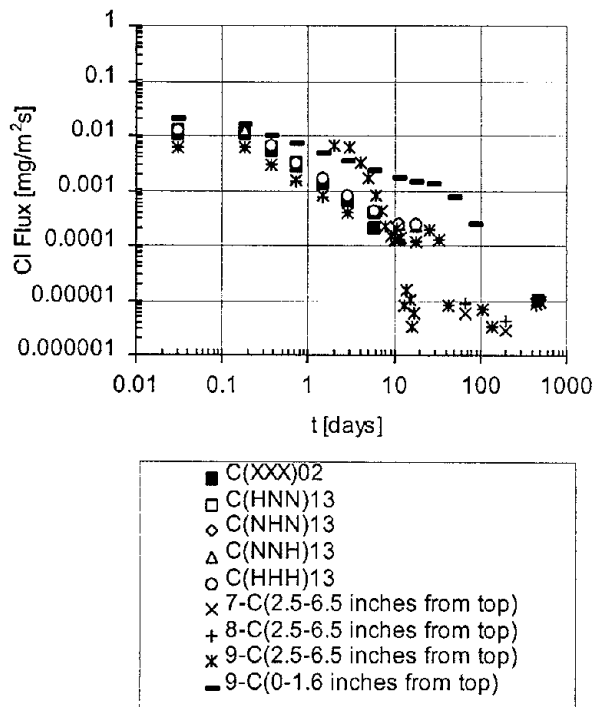 1
0.1
0.01
0.001
0.0001
0.00001
0.000001
Cl Flux [mg/m²s]
0.01 0.1 1 10 100 1000
t [days]
C(XXX)02
C(HNN)13
C(NHN)13
C(NNH)13
C(HHH)13
7-C(2.5-6.5 inches from top)
8-C(2.5-6.5 inches from top)
9-C(2.5-6.5 inches from top)
9-C(0-1.6 inches from top)